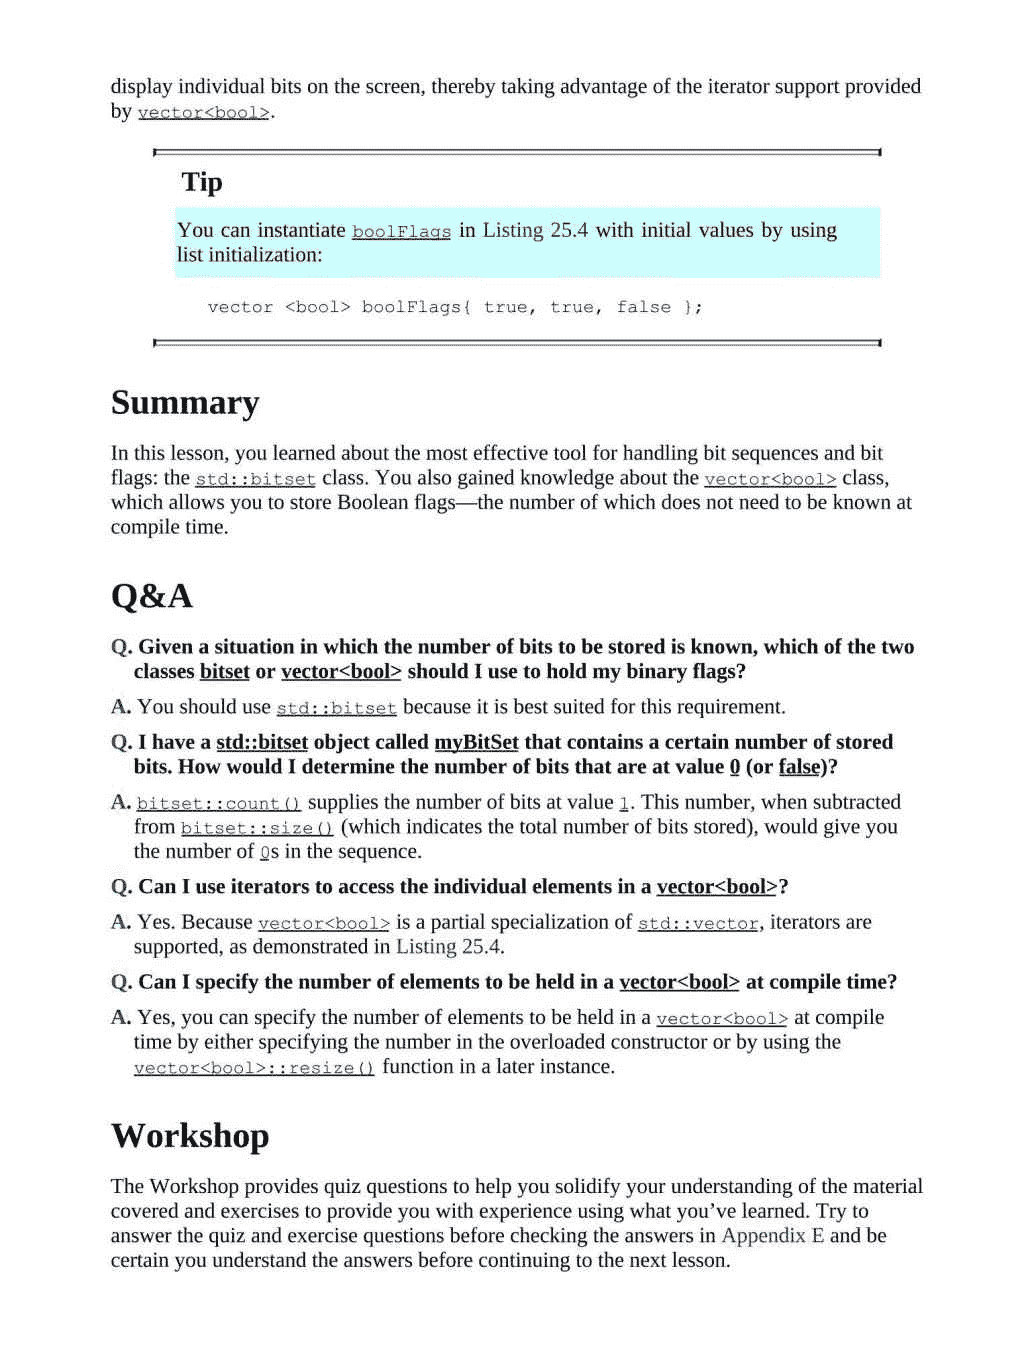 display individual bits on the screen, thereby taking advantage of the iterator support provided
by vector<bool>.
Tip
You can instantiate boolFlags in Listing 25.4 with initial values by using
list initialization:
vector <bool> boolFlags{ true, true, false };
Summary
In this lesson, you learned about the most effective tool for handling bit sequences and bit
flags: the std::bitset class. You also gained knowledge about the vector<bool> class,
which allows you to store Boolean flags—the number of which does not need to be known at
compile time.
Q&A
Q. Given a situation in which the number of bits to be stored is known, which of the two
classes bitset or vector<bool> should I use to hold my binary flags?
A. You should use std::bitset because it is best suited for this requirement.
Q. I have a std::bitset object called myBitSet that contains a certain number of stored
bits. How would I determine the number of bits that are at value 0 (or false)?
A. bitset::count() supplies the number of bits at value 1. This number, when subtracted
from bitset::size() (which indicates the total number of bits stored), would give you
the number of 0s in the sequence.
Q. Can I use iterators to access the individual elements in a vector<bool>?
A. Yes. Because vector<bool> is a partial specialization of std::vector, iterators are
supported, as demonstrated in Listing 25.4.
Q. Can I specify the number of elements to be held in a vector<bool> at compile time?
A. Yes, you can specify the number of elements to be held in a vector<bool> at compile
time by either specifying the number in the overloaded constructor or by using the
vector<bool>::resize() function in a later instance.
Workshop
The Workshop provides quiz questions to help you solidify your understanding of the material
covered and exercises to provide you with experience using what you’ve learned. Try to
answer the quiz and exercise questions before checking the answers in Appendix E and be
certain you understand the answers before continuing to the next lesson.